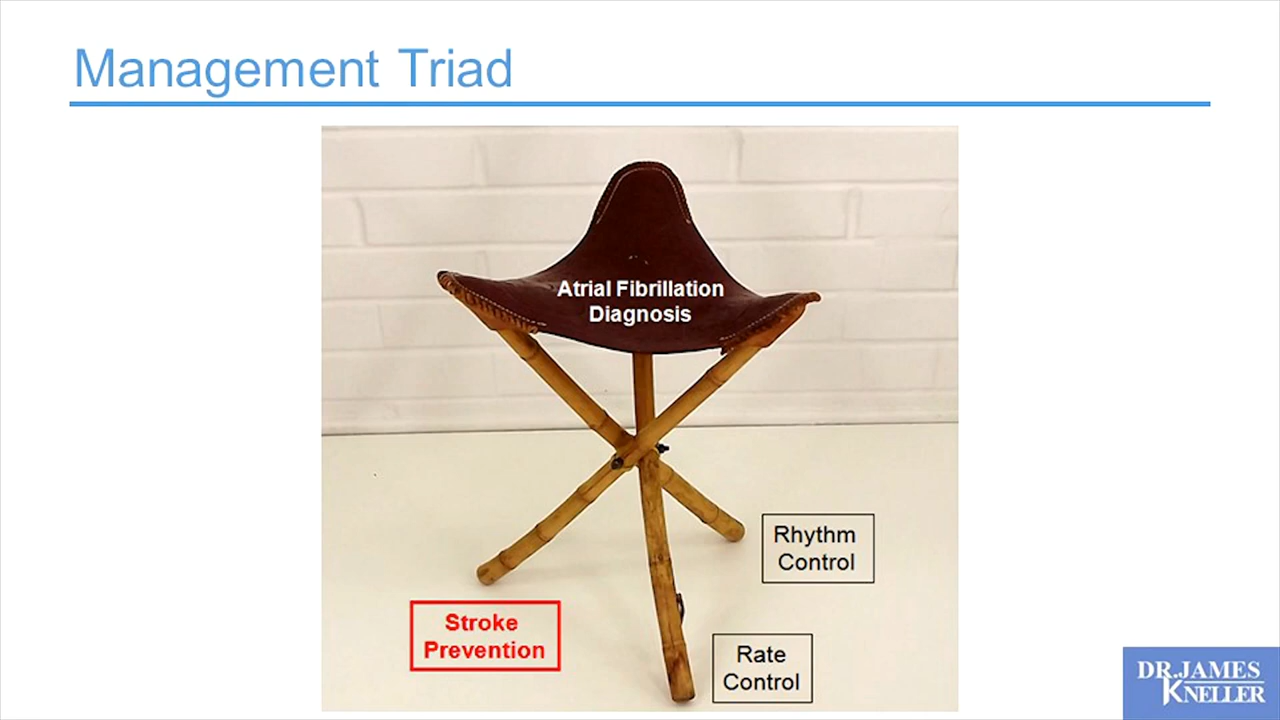 Management Triad
Atrial Fibrillation
Diagnosis
Rhythm
Control
Stroke
Prevention
Rate
Control
DR. JAMES
KNELLER